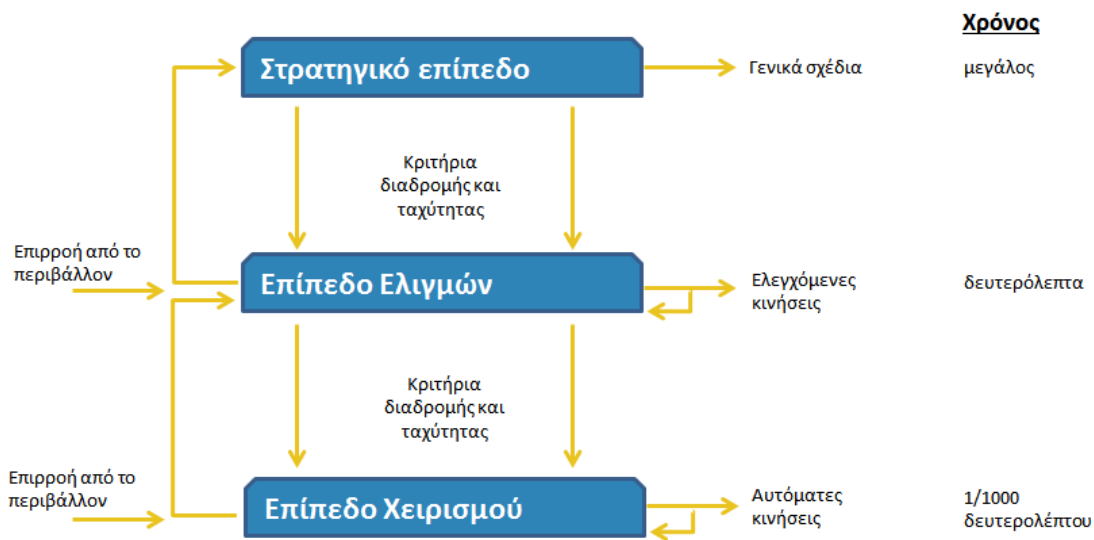 Χρόνος
Στρατηγικό επίπεδο
Γενικά σχέδια
μεγάλος
Κριτήρια
διαδρομής και
ταχύτητας
Επιρροή από το
περιβάλλον
Επίπεδο Ελιγμών
Ελεγχόμενες
κινήσεις
δευτερόλεπτα
Κριτήρια
διαδρομής και
ταχύτητας
Επιρροή από το
περιβάλλον
Επίπεδο Χειρισμού
Αυτόματες
κινήσεις
1/1000
δευτερολέπτου